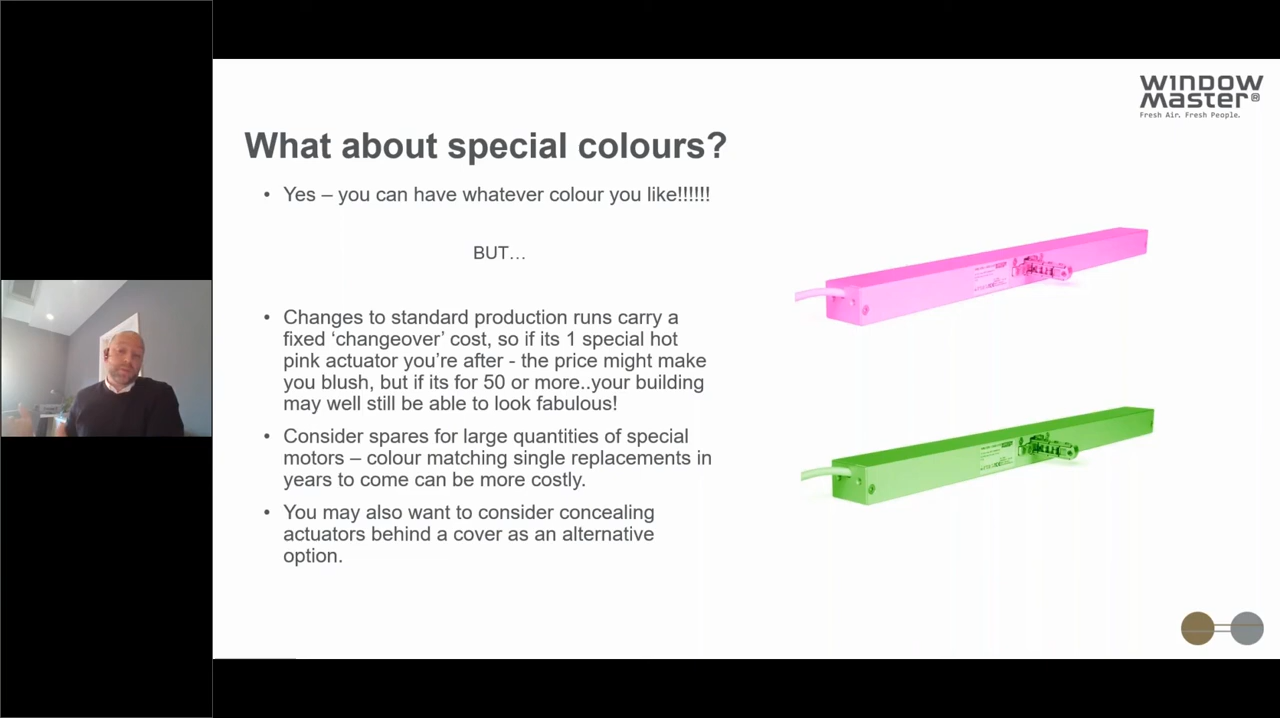 WINDOW
MASTER®
Fresh Air. Fresh People.
What about special colours?
• Yes – you can have whatever colour you like!!!!!!
BUT…
• Changes to standard production runs carry a
fixed ‘changeover’ cost, so if its 1 special hot
pink actuator you’re after - the price might make
you blush, but if its for 50 or more..your building
may well still be able to look fabulous!
• Consider spares for large quantities of special
motors – colour matching single replacements in
years to come can be more costly.
• You may also want to consider concealing
actuators behind a cover as an alternative
option.